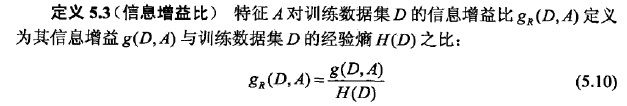 定义 5.3(信息增益比) 特征 A 对训练数据集 D 的信息增益比 g_R(D, A) 定义
为其信息增益 g(D, A) 与训练数据集 D 的经验熵 H(D) 之比:
g_R(D, A) = g(D, A) / H(D) (5.10)